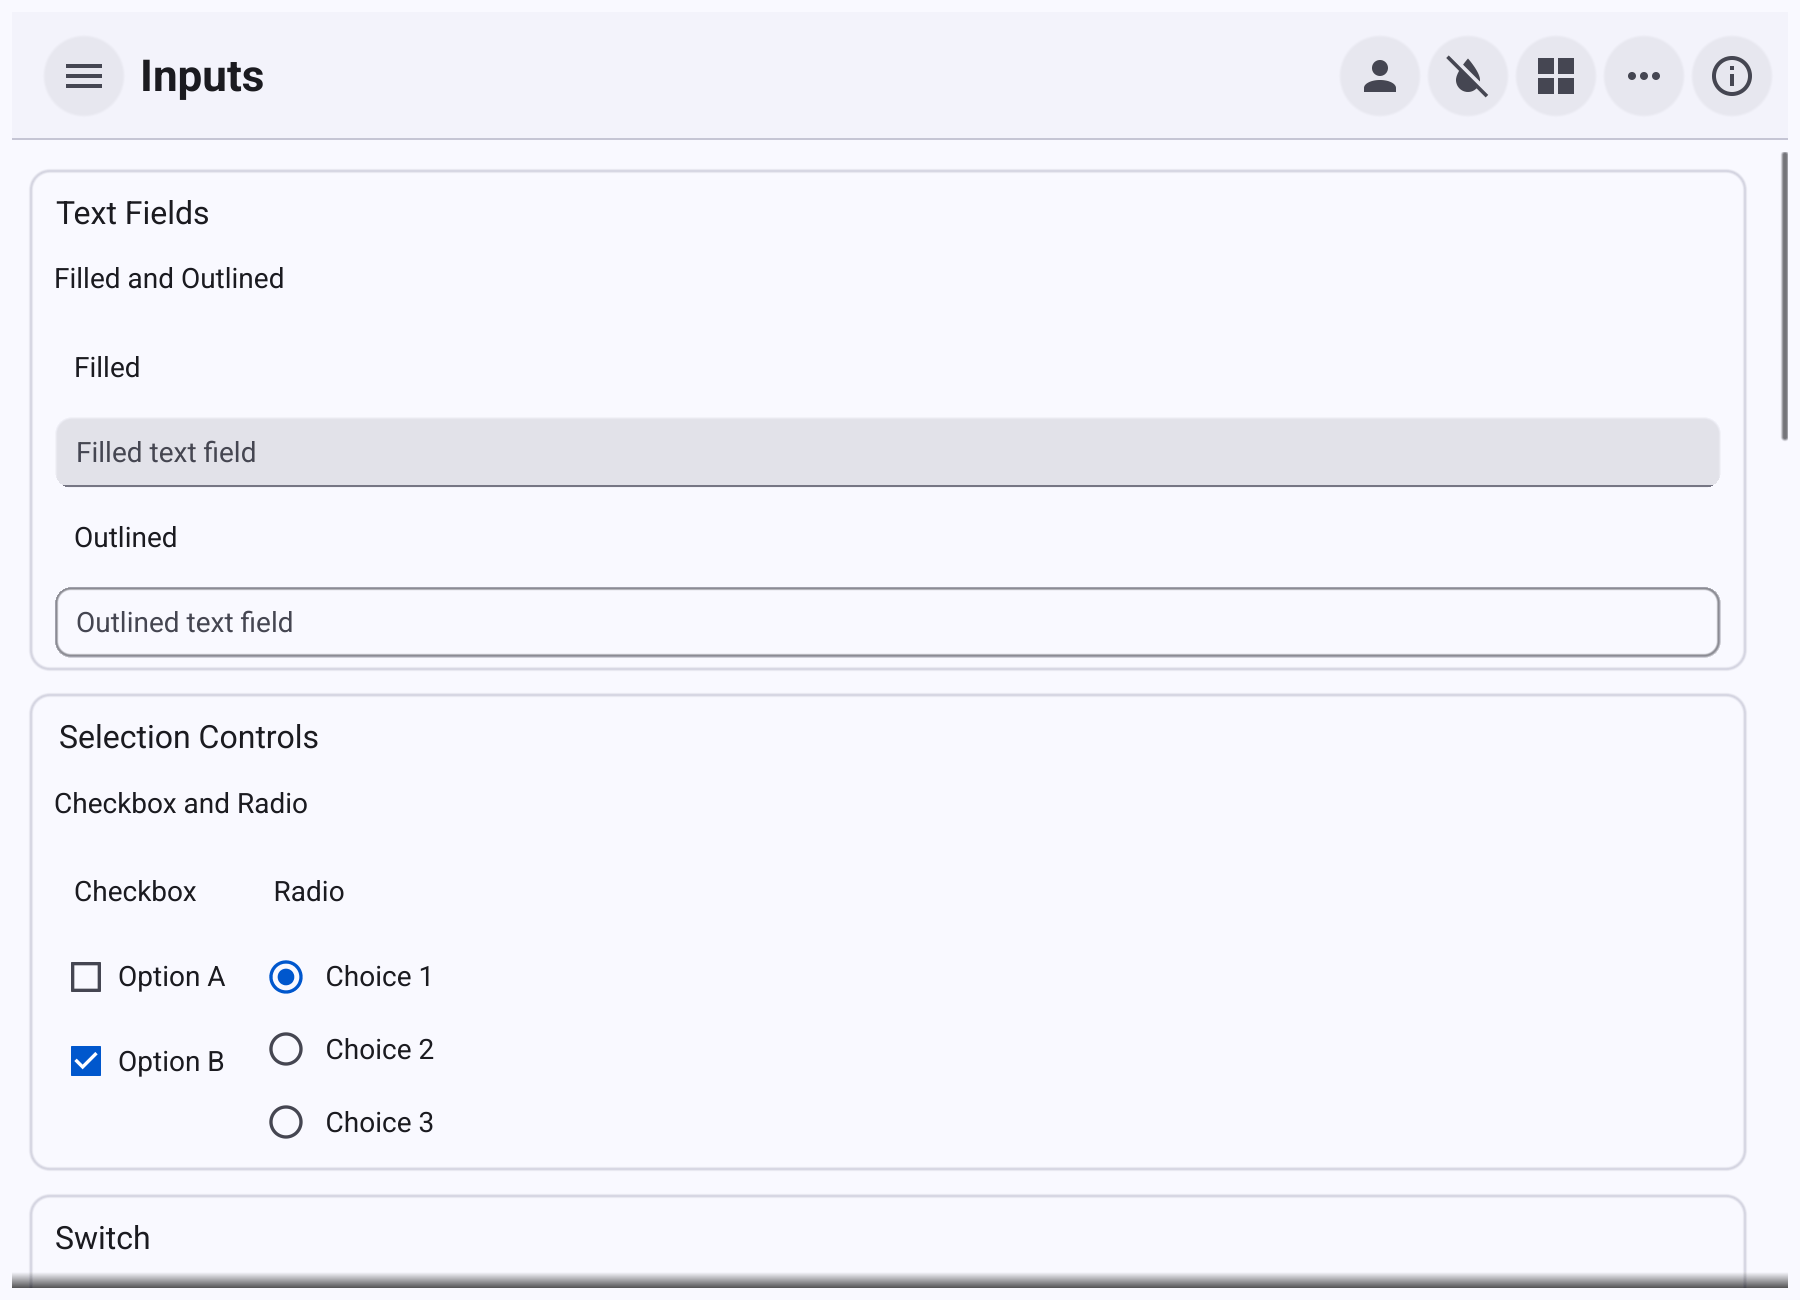 Inputs
Text Fields
Filled and Outlined
Filled
Filled text field
Outlined
Outlined text field
Selection Controls
Checkbox and Radio
Checkbox Radio
Option A Choice 1
Choice 2
Option B
Choice 3
Switch